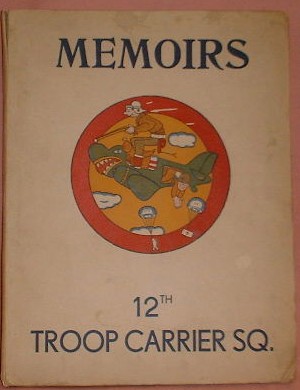 MEMOIRS
12TH
TROOP CARRIER SQ.